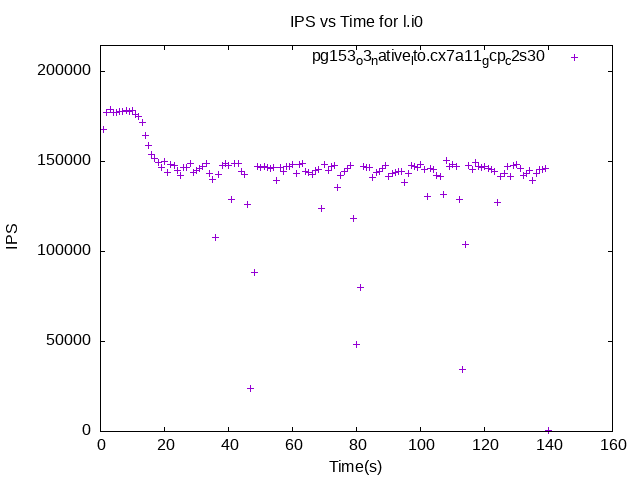 IPS vs Time for l.i0
pg153o3native lto.cx7a11gcpc2s30
200000
150000
100000
50000
0
IPS
0 20 40 60 80 100 120 140 160
Time(s)